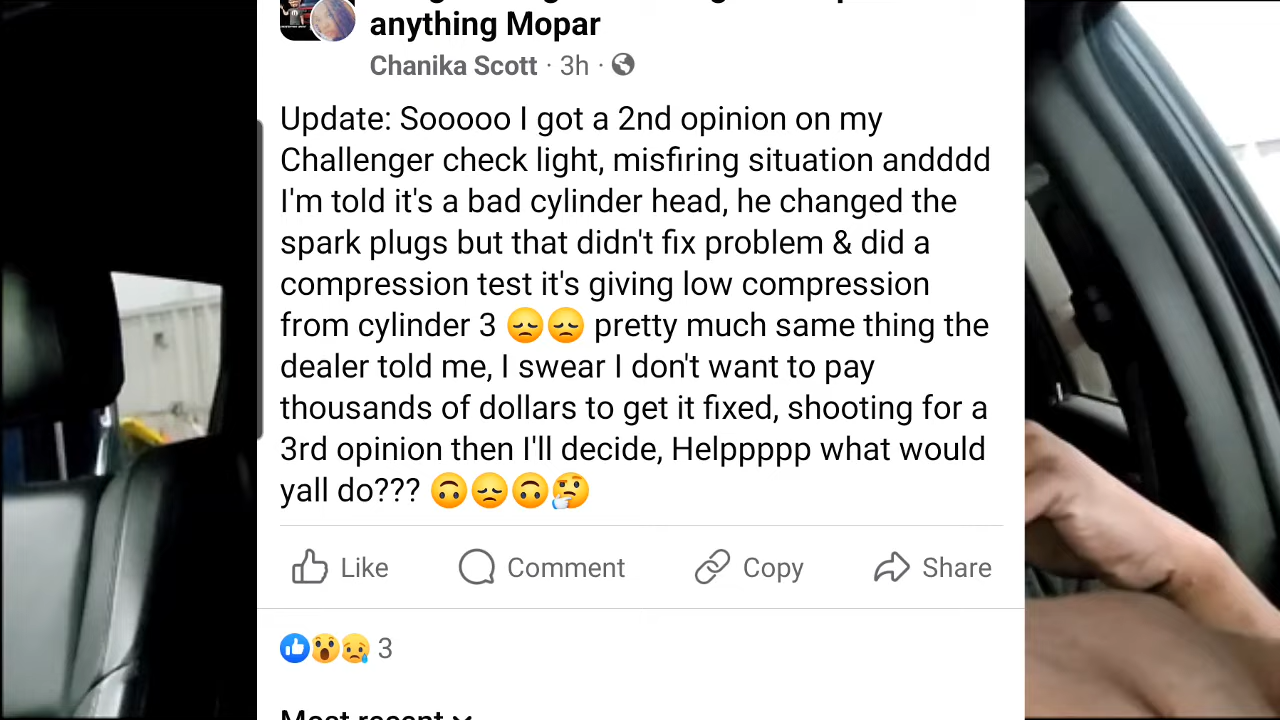 anything Mopar
Chanika Scott · 3h ·
Update: Sooooo I got a 2nd opinion on my
Challenger check light, misfiring situation andddd
I'm told it's a bad cylinder head, he changed the
spark plugs but that didn't fix problem & did a
compression test it's giving low compression
from cylinder 3 😞😞 pretty much same thing the
dealer told me, I swear I don't want to pay
thousands of dollars to get it fixed, shooting for a
3rd opinion then I'll decide, Helppppp what would
yall do??? 🙃😞🙃🤔
Like Comment Copy Share
3
Most recent